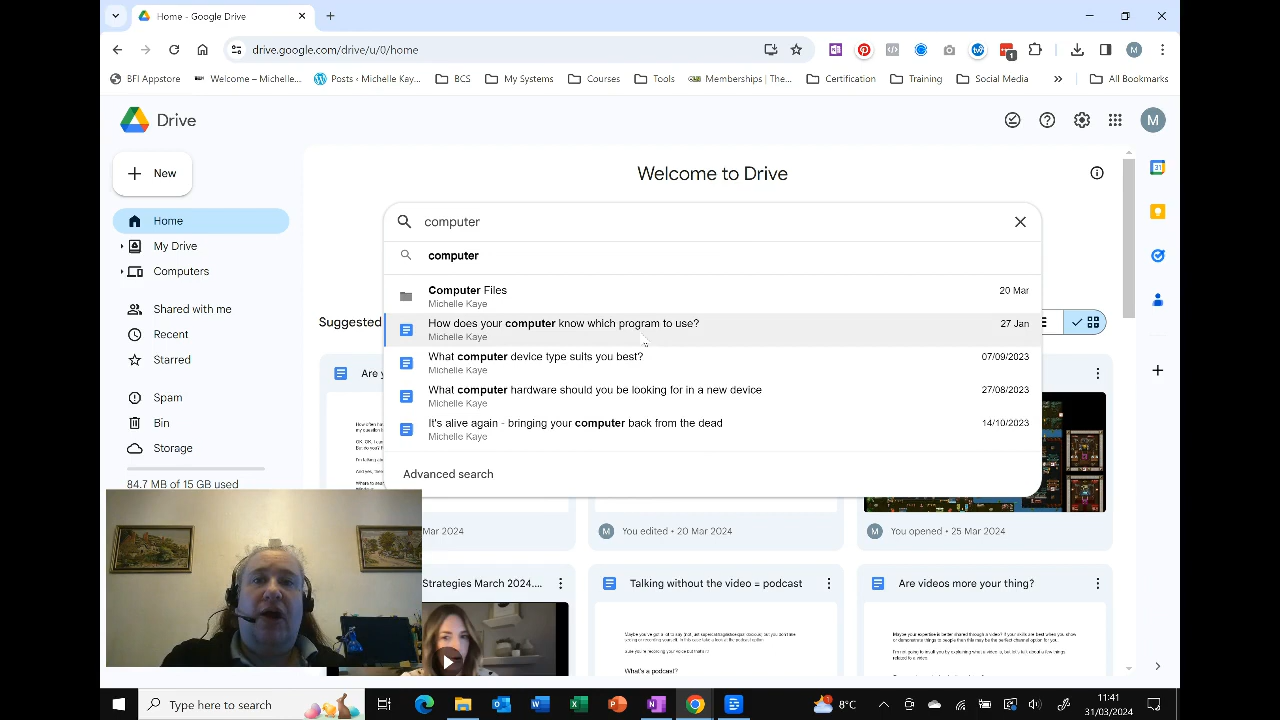 Home - Google Drive
drive.google.com/drive/u/0/home
1
M
BFI Appstore
Welcome – Michelle...
Posts ‹ Michelle Kay...
BCS
My Systems
Courses
Tools
Memberships | The...
Certification
Training
Social Media
»
All Bookmarks
Drive
M
31
New
Welcome to Drive
Home
My Drive
Computers
Shared with me
Recent
Starred
Spam
Bin
Storage
84.7 MB of 15 GB used
computer
computer
Computer Files
20 Mar
Michelle Kaye
How does your computer know which program to use?
27 Jan
Michelle Kaye
What computer device type suits you best?
07/09/2023
Michelle Kaye
What computer hardware should you be looking for in a new device
27/08/2023
Michelle Kaye
It's alive again - bringing your computer back from the dead
14/10/2023
Michelle Kaye
Advanced search
Suggested
Are y
Mar 2024
M You edited • 20 Mar 2024
M You opened • 25 Mar 2024
Strategies March 2024....
Talking without the video = podcast
Are videos more your thing?
What's a podcast?
Type here to search
1
8°C
11:41
31/03/2024